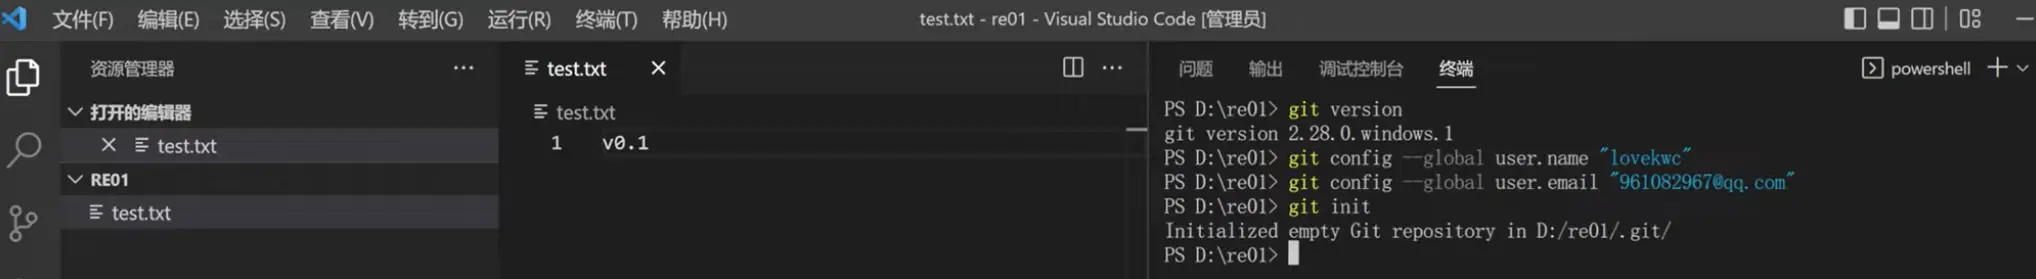 文件(F) 编辑(E) 选择(S) 查看(V) 转到(G) 运行(R) 终端(T) 帮助(H) test.txt - re01 - Visual Studio Code [管理员]
资源管理器 ···
打开的编辑器
test.txt
RE01
test.txt
test.txt
test.txt
1 v0.1
问题 输出 调试控制台 终端 powershell
PS D:\re01> git version
git version 2.28.0.windows.1
PS D:\re01> git config --global user.name "lovekwc"
PS D:\re01> git config --global user.email "961082967@qq.com"
PS D:\re01> git init
Initialized empty Git repository in D:/re01/.git/
PS D:\re01>